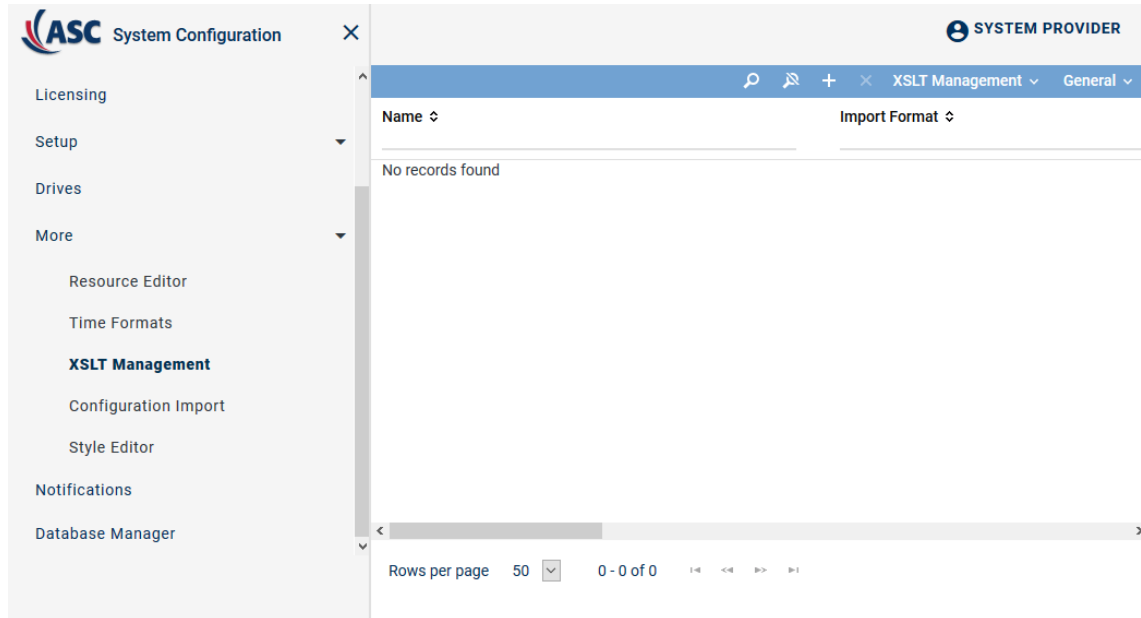 ASC System Configuration
SYSTEM PROVIDER
XSLT Management General
Licensing
Setup
Drives
More
Resource Editor
Time Formats
XSLT Management
Configuration Import
Style Editor
Notifications
Database Manager
Name Import Format
No records found
Rows per page 50 0 - 0 of 0